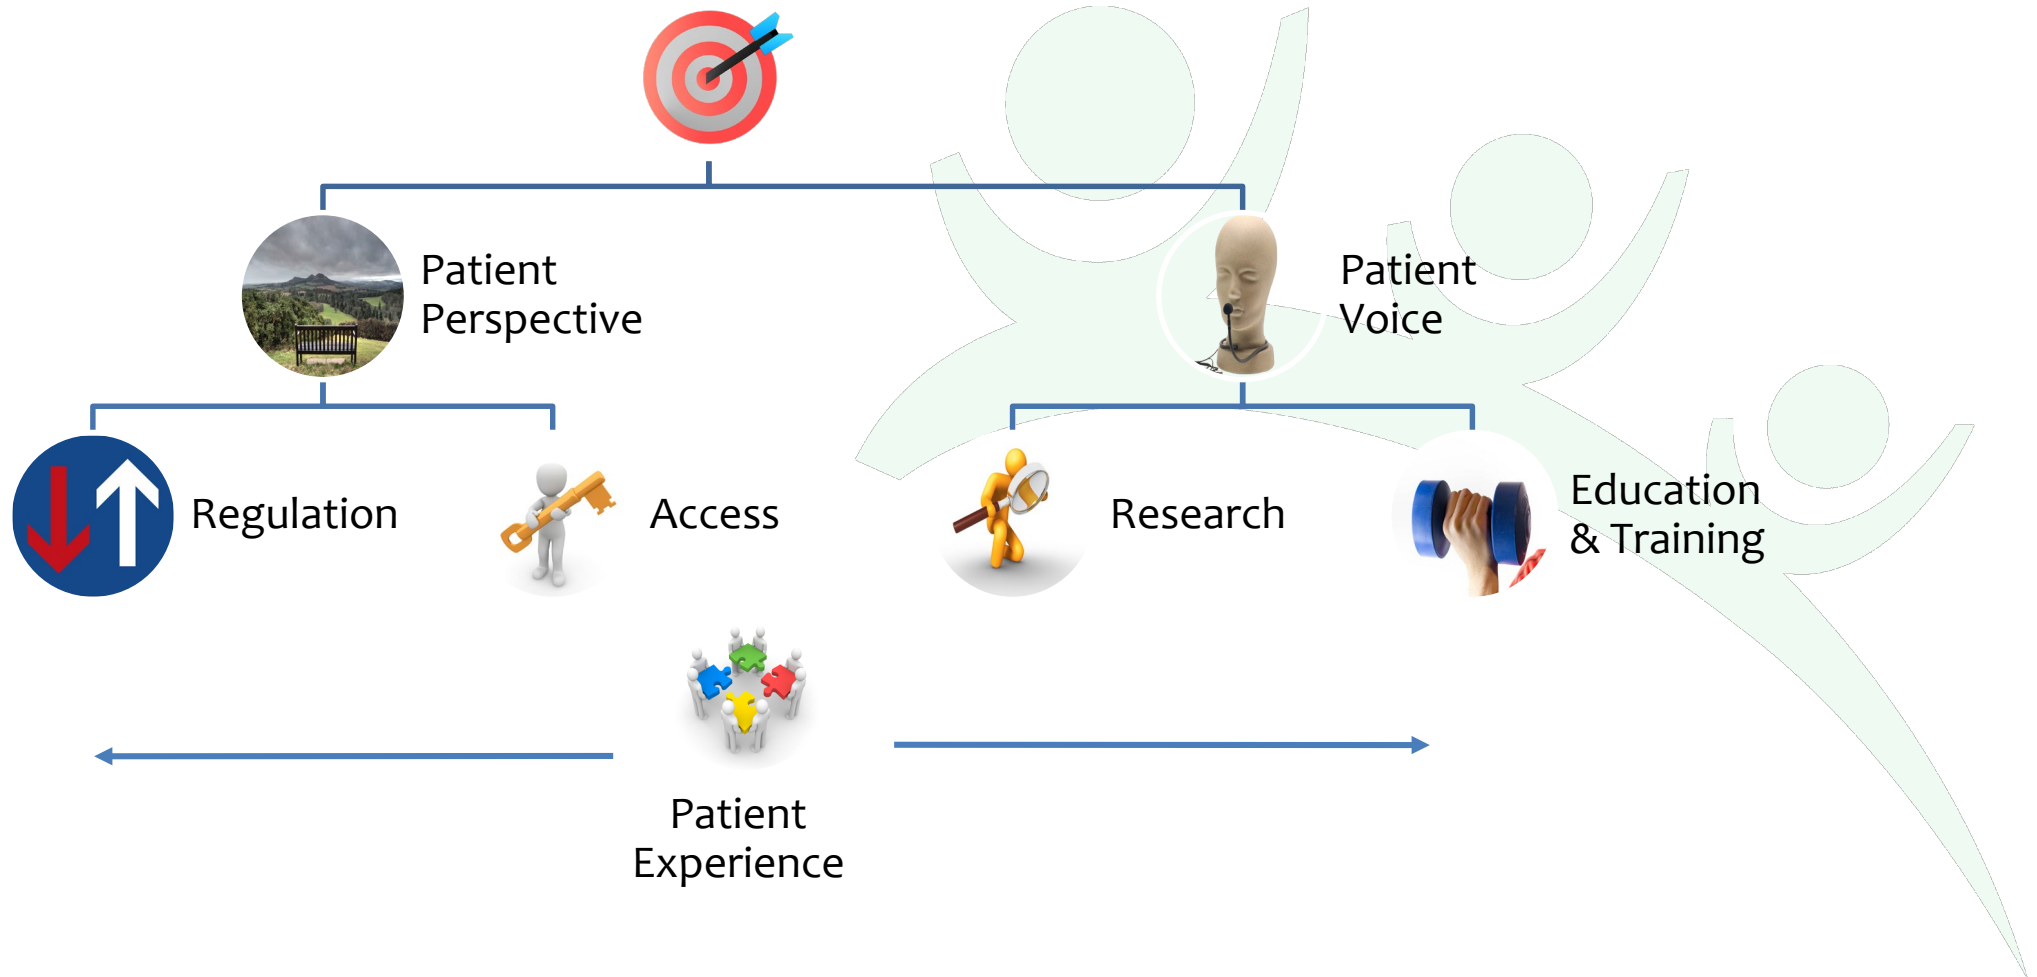 Patient
Perspective
Patient
Voice
Regulation
Access
Research
Education
& Training
Patient
Experience